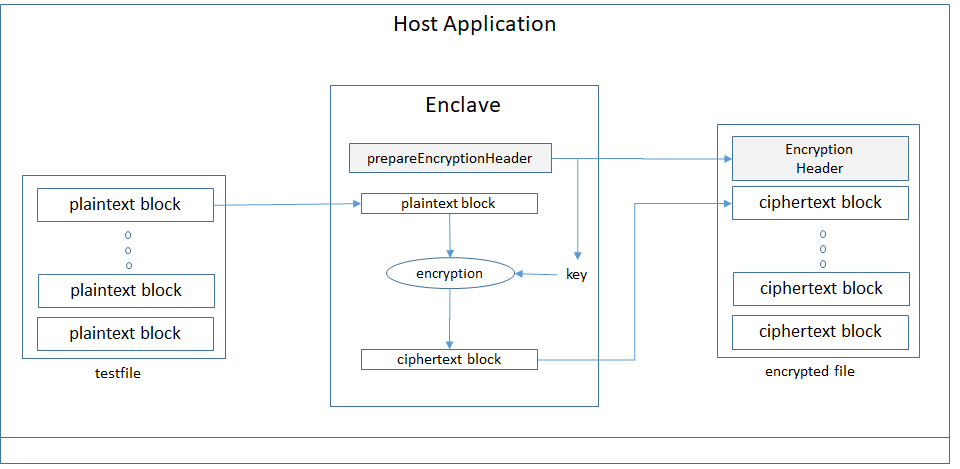 Host Application
Enclave
prepareEncryptionHeader
plaintext block
encryption
key
ciphertext block
plaintext block
plaintext block
plaintext block
testfile
Encryption
Header
ciphertext block
ciphertext block
ciphertext block
encrypted file